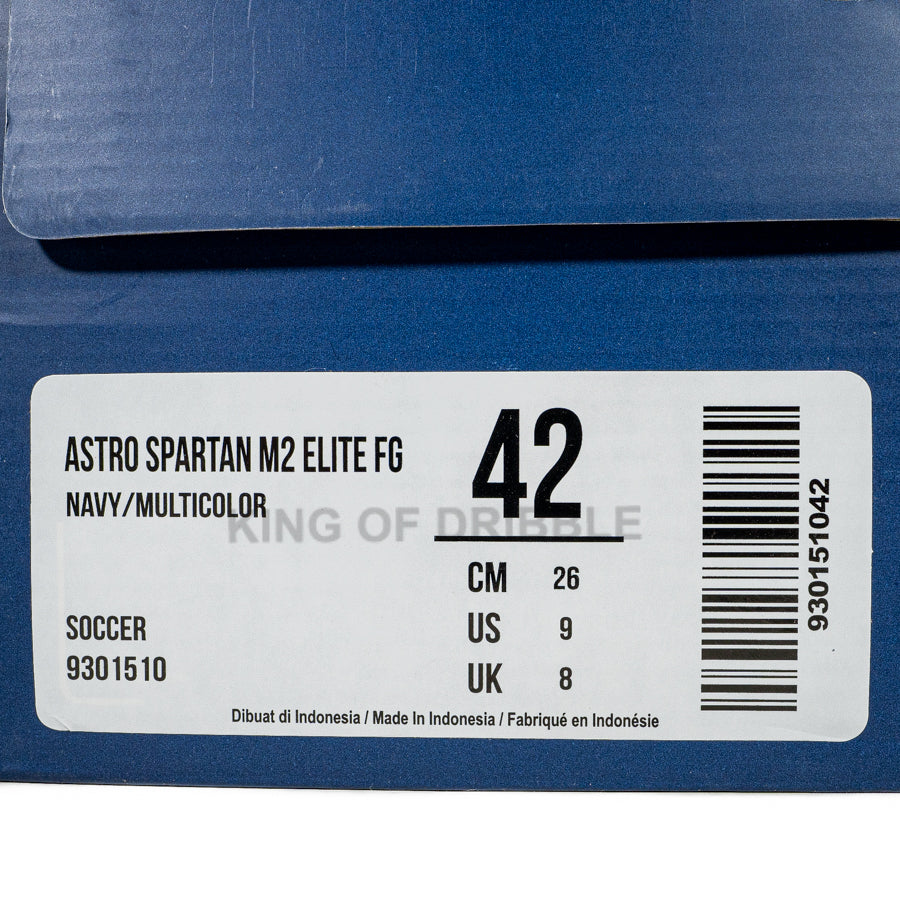 ASTRO SPARTAN M2 ELITE FG
NAVY/MULTICOLOR
KING OF DRIBBLE
SOCCER
9301510
42
CM 26
US 9
UK 8
930151042
Dibuat di Indonesia / Made In Indonesia / Fabriqué en Indonésie